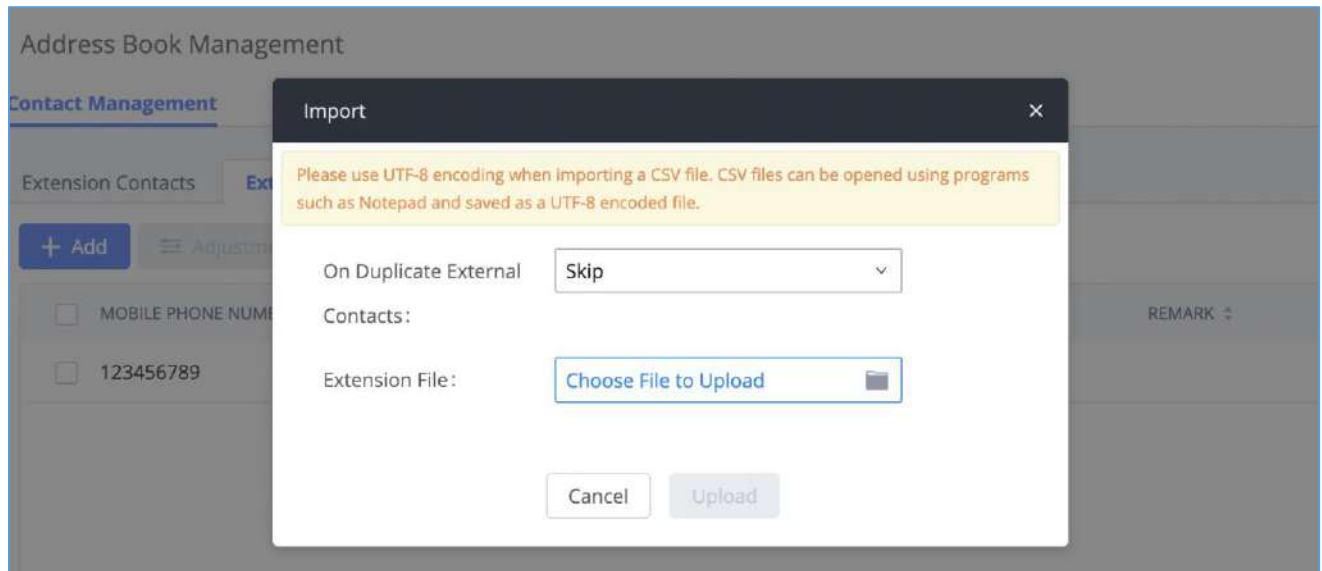 Address Book Management
Contact Management
Import
Extension Contacts
Please use UTF-8 encoding when importing a CSV file. CSV files can be opened using programs
such as Notepad and saved as a UTF-8 encoded file.
+ Add
On Duplicate External
Contacts:
Skip
MOBILE PHONE
REMARK
123456789
Extension File:
Choose File to Upload
Cancel
Upload